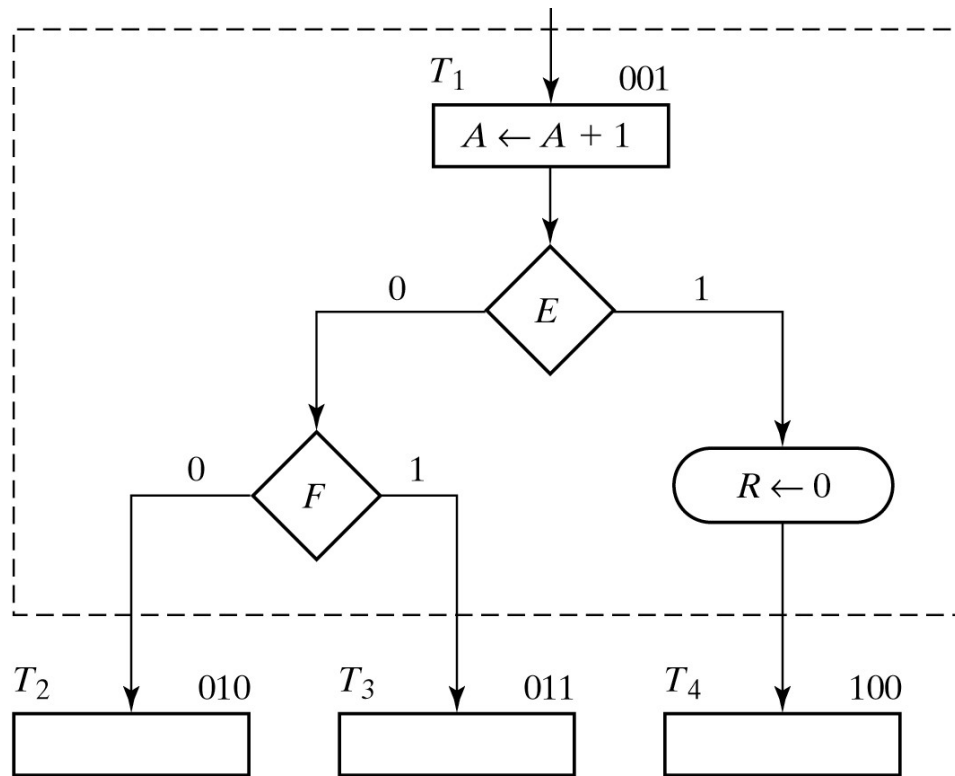 T₁ 001
A ← A + 1
0 E 1
0 F 1
R ← 0
T₂ 010 T₃ 011 T₄ 100